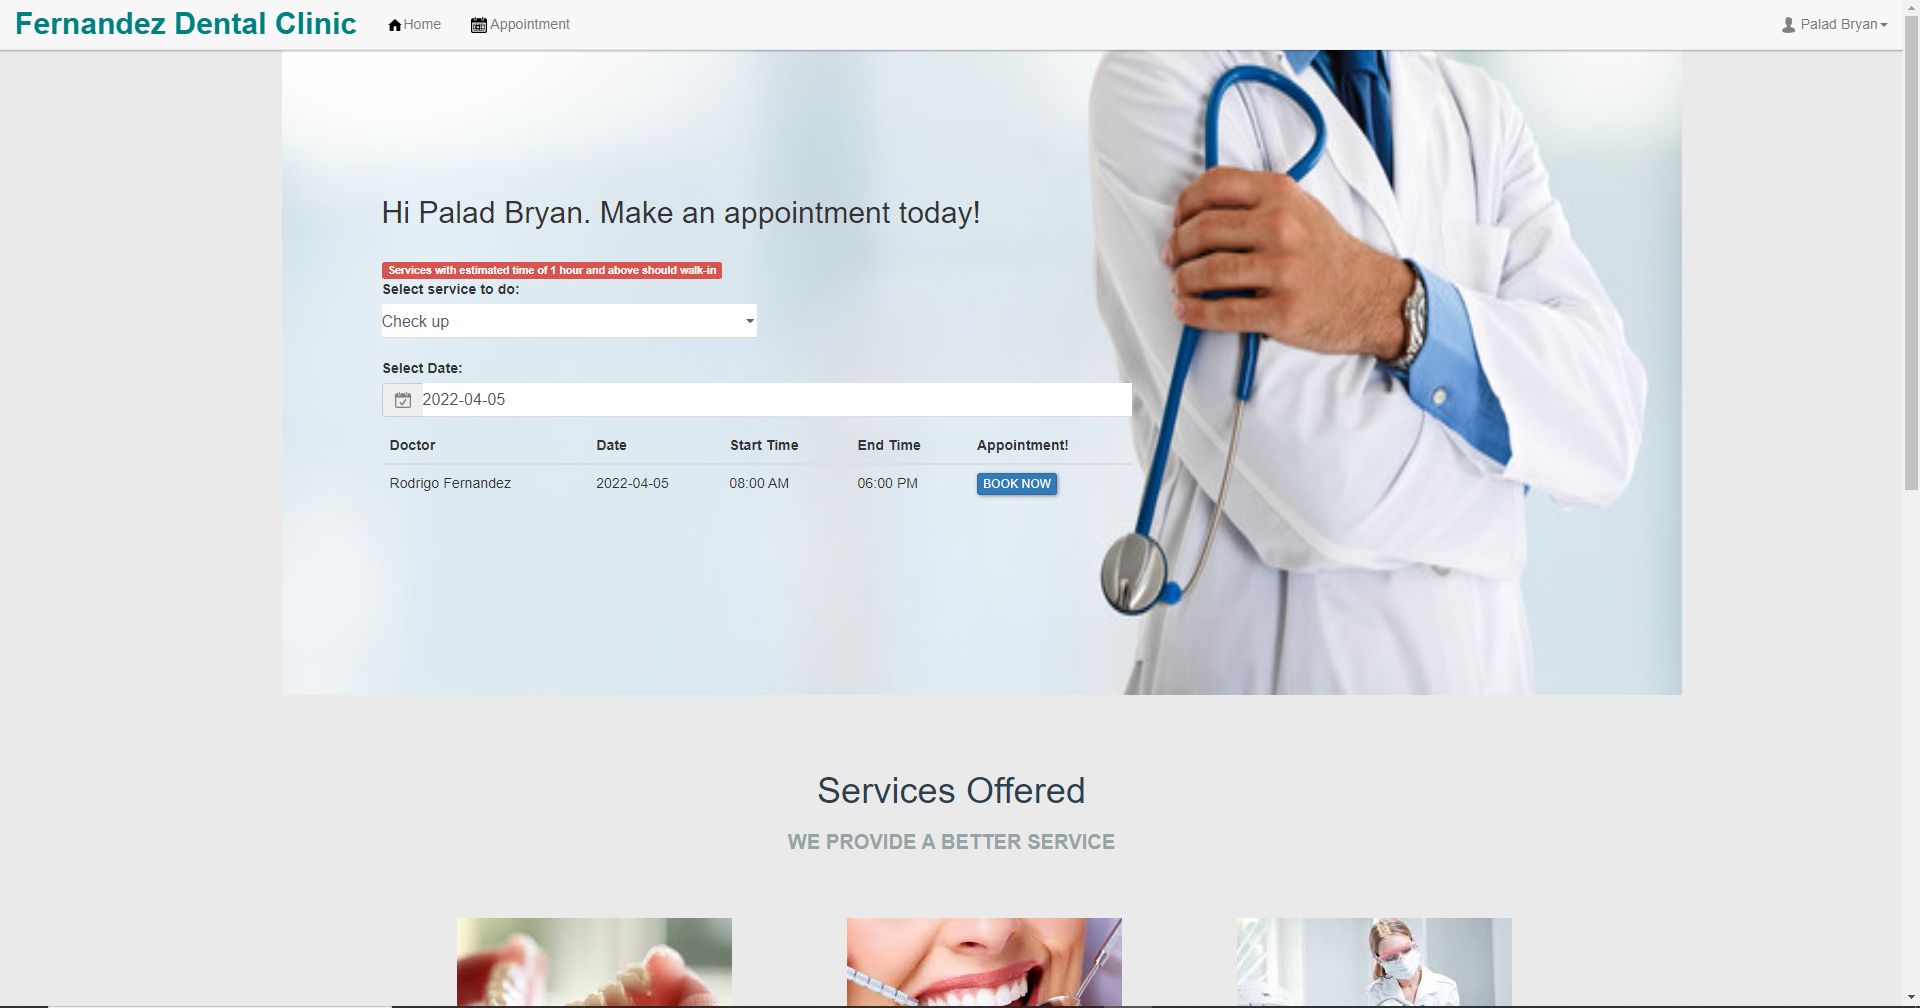 Fernandez Dental Clinic Home Appointment Palad Bryan
Hi Palad Bryan. Make an appointment today!
Services with estimated time of 1 hour and above should walk-in
Select service to do:
Check up
Select Date:
2022-04-05
Doctor Date Start Time End Time Appointment!
Rodrigo Fernandez 2022-04-05 08:00 AM 06:00 PM BOOK NOW
Services Offered
WE PROVIDE A BETTER SERVICE